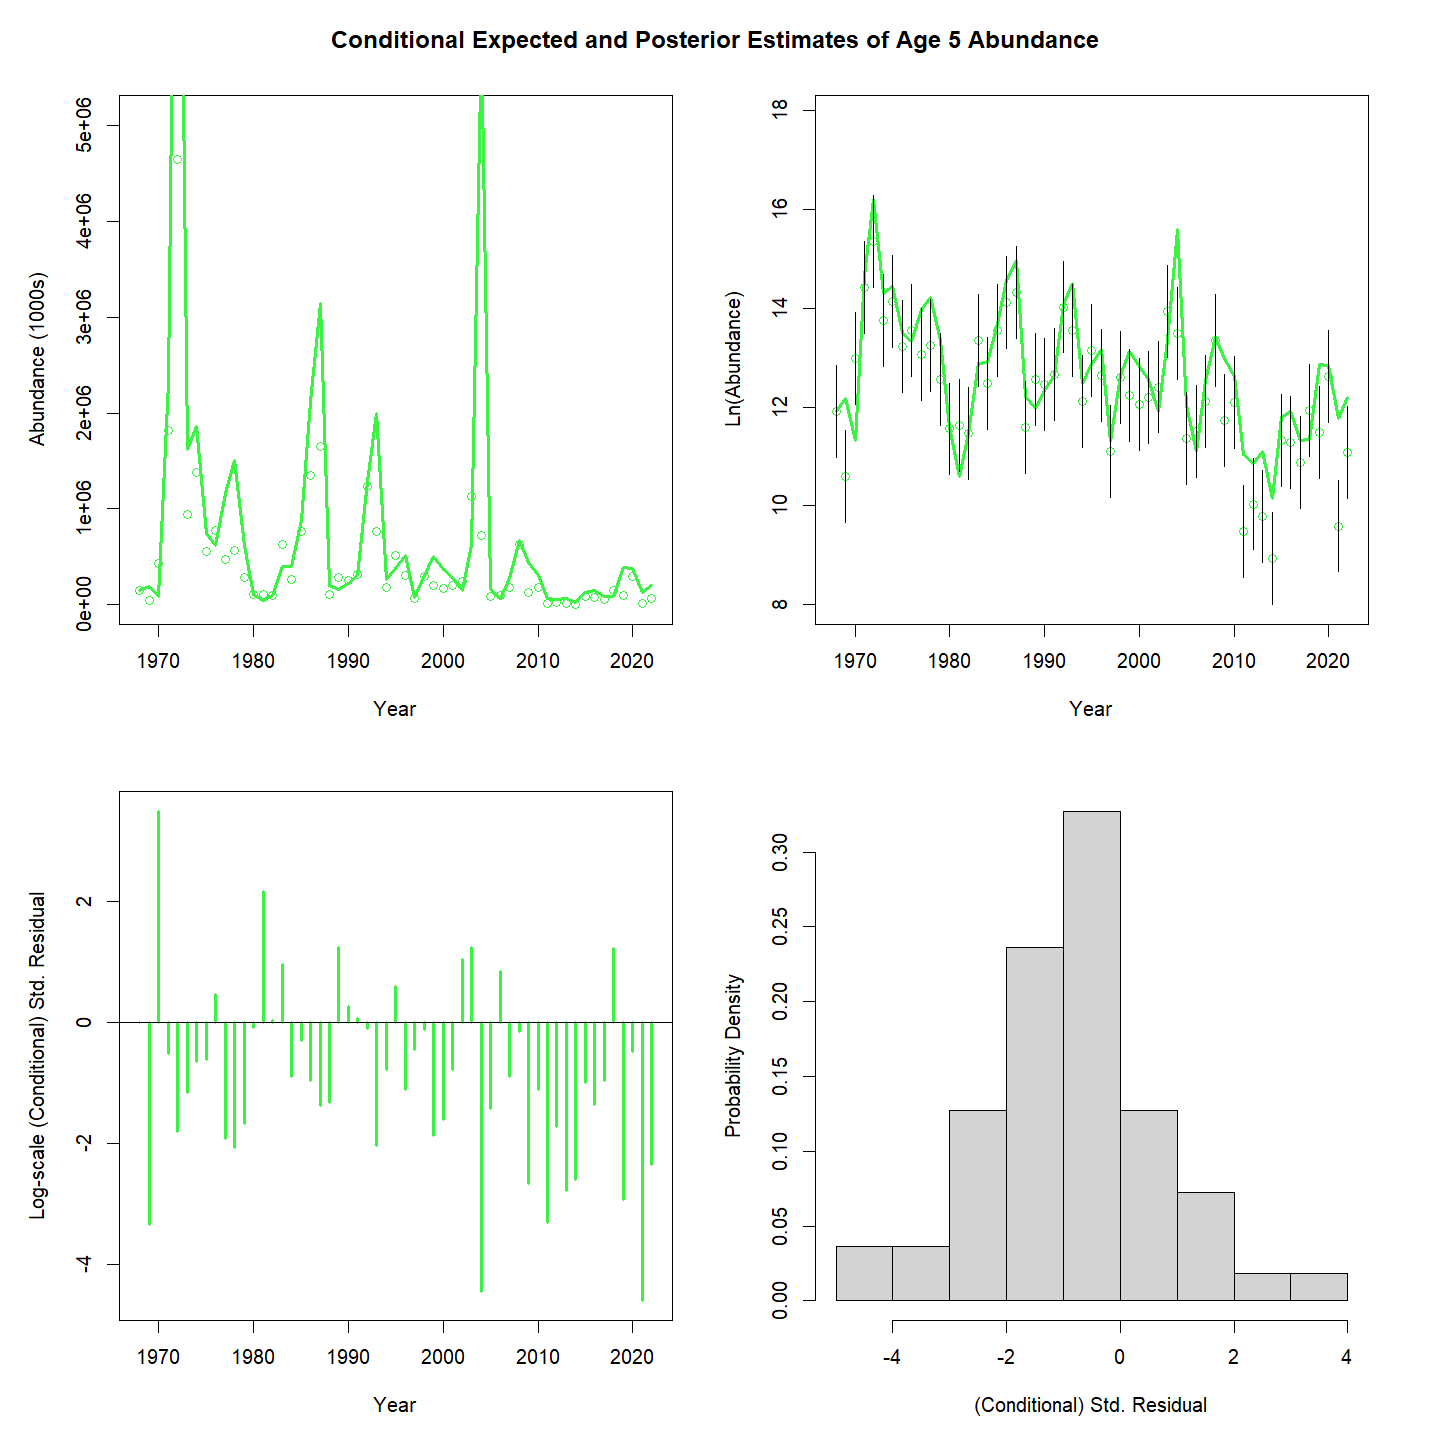 Conditional Expected and Posterior Estimates of Age 5 Abundance
Abundance (1000s)
0e+00 1e+06 2e+06 3e+06 4e+06 5e+06
1970 1980 1990 2000 2010 2020
Year
Ln(Abundance)
8 10 12 14 16 18
1970 1980 1990 2000 2010 2020
Year
Log-scale (Conditional) Std. Residual
-4 -2 0 2
1970 1980 1990 2000 2010 2020
Year
Probability Density
0.00 0.05 0.10 0.15 0.20 0.25 0.30
-4 -2 0 2 4
(Conditional) Std. Residual